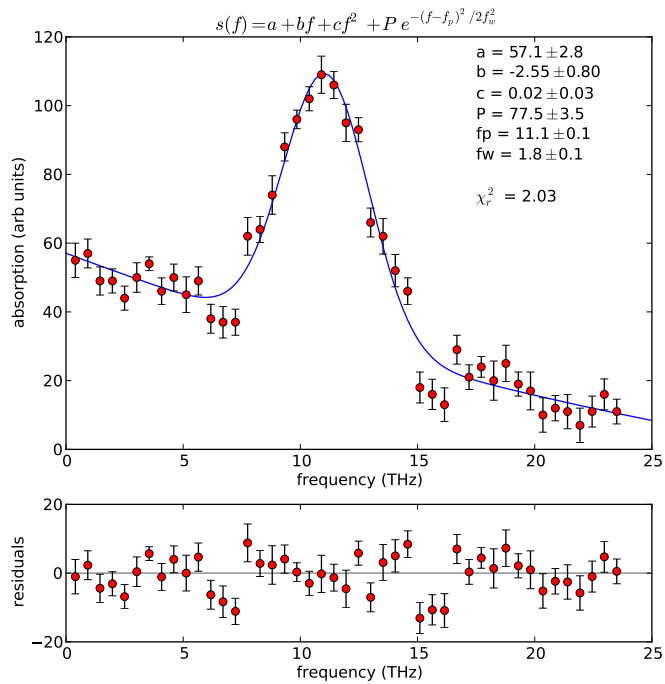 s(f)=a+bf+cf² +P e^{-(f-f_p)²/2f_w²}
120
100
80
60
40
20
0
absorption (arb units)
a = 57.1±2.8
b = -2.55±0.80
c = 0.02±0.03
P = 77.5±3.5
fp = 11.1±0.1
fw = 1.8±0.1
χ_r² = 2.03
0 5 10 15 20 25
frequency (THz)
20
0
−20
residuals
0 5 10 15 20 25
frequency (THz)